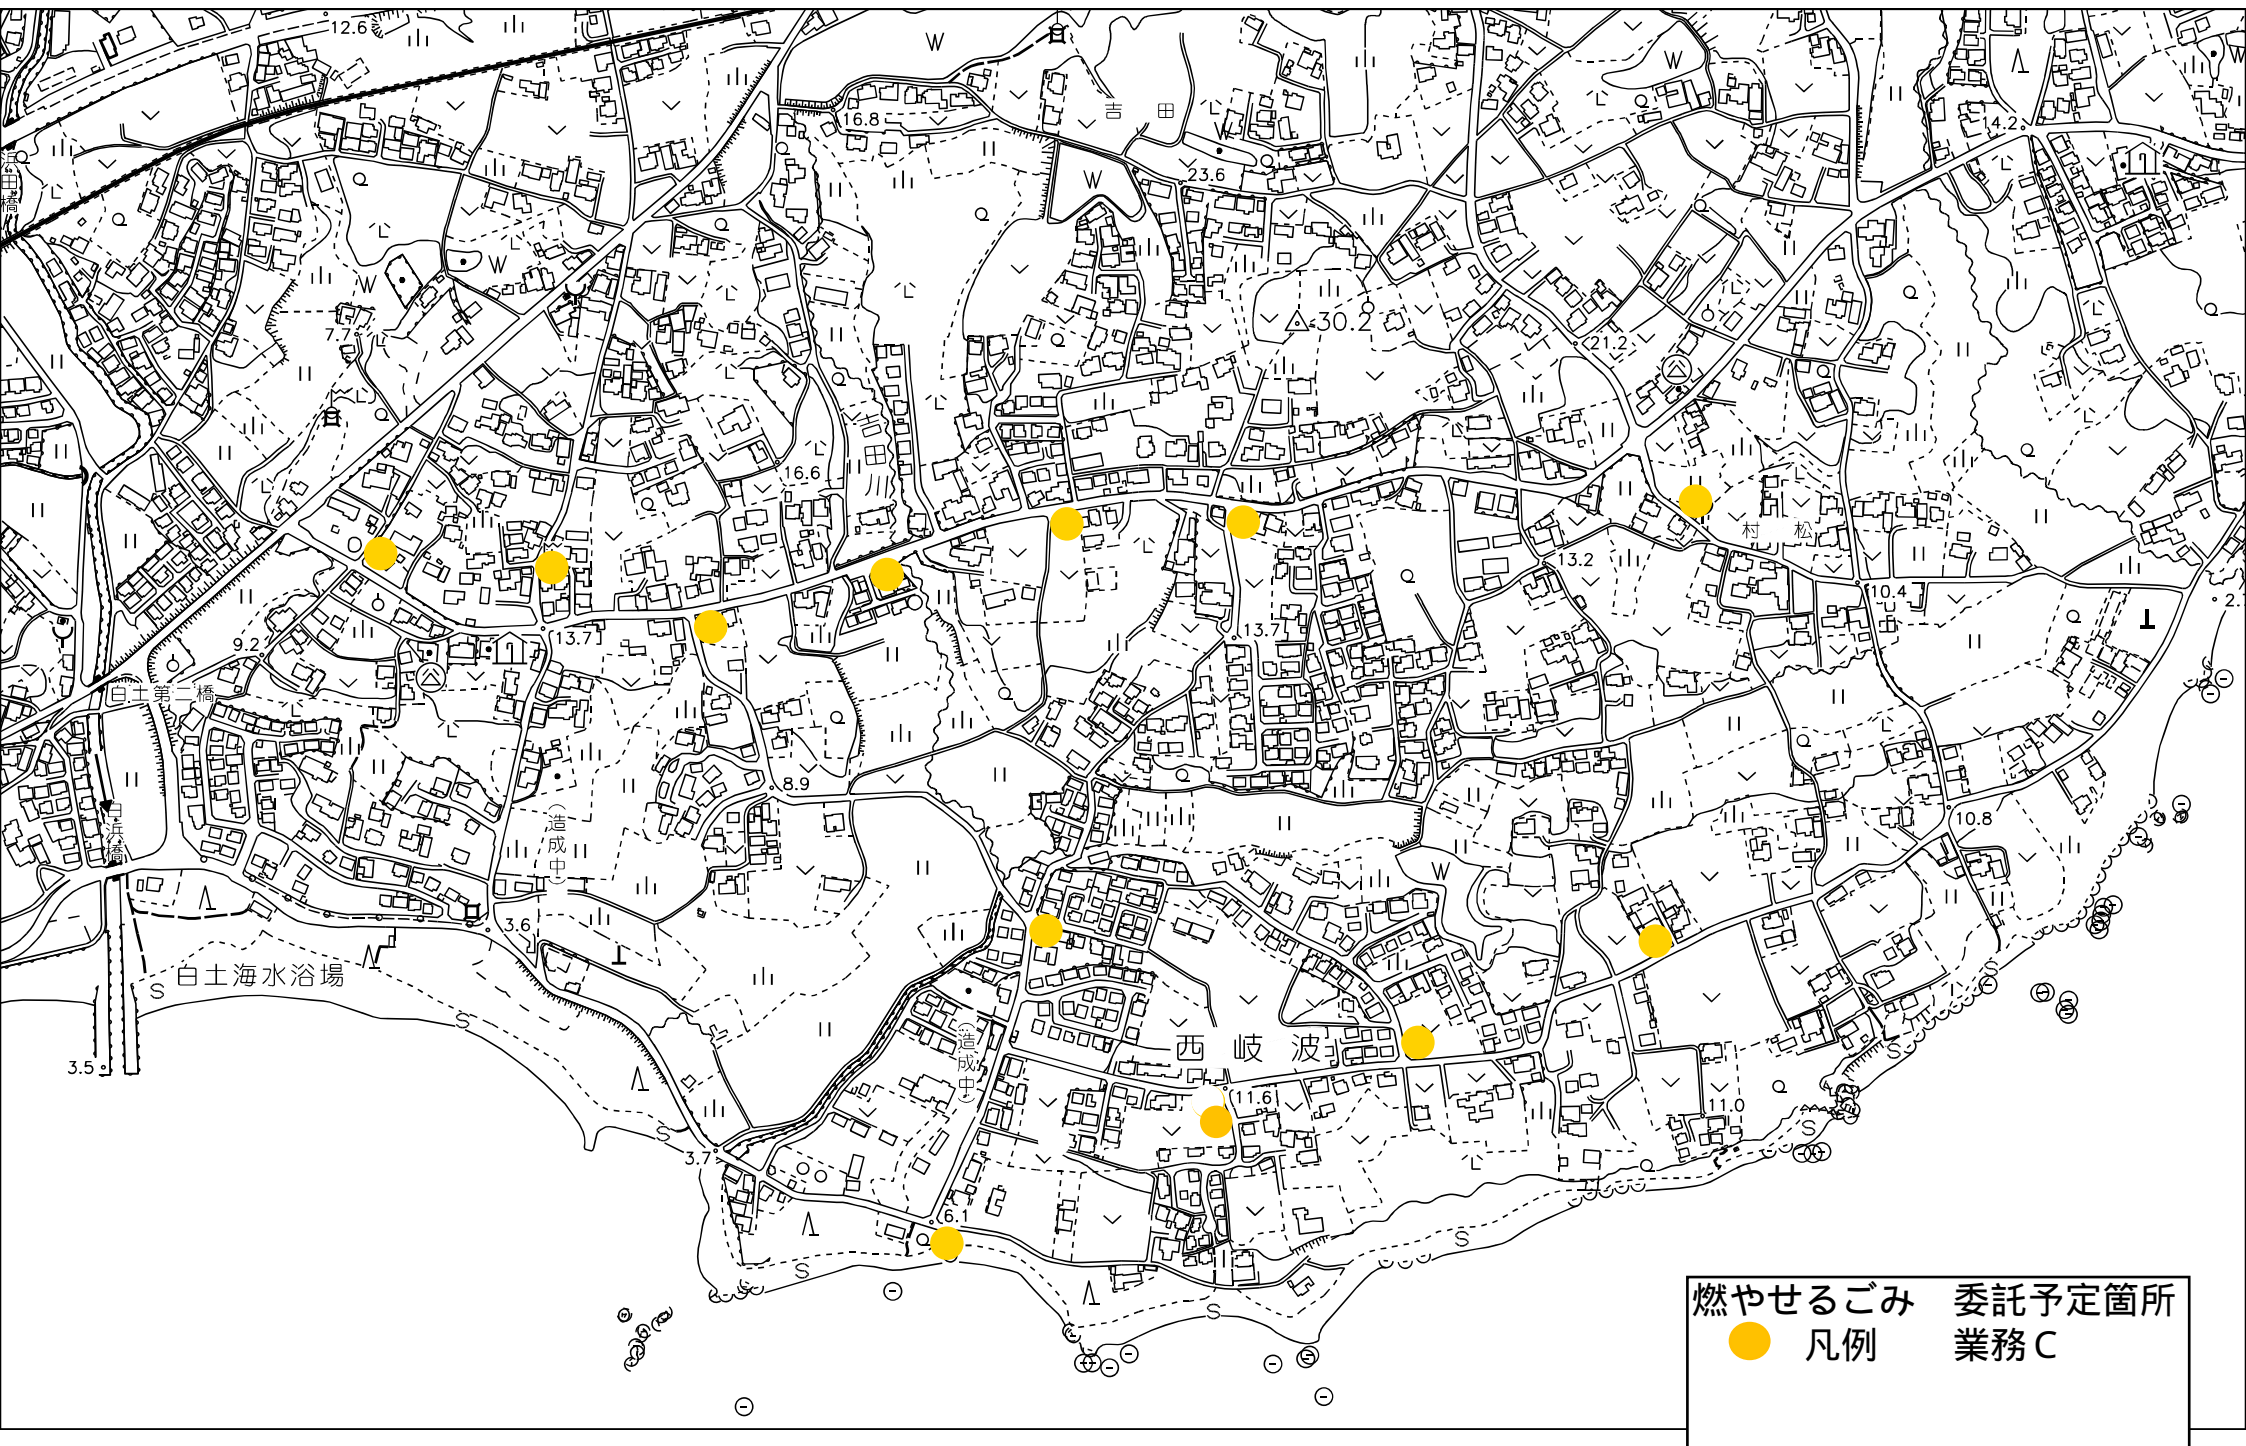 12.6
16.8
吉田
14.2
浜田橋
23.6
30.2
7.7
21.2
吉田川
16.6
村松
13.2
10.4
2.
13.7
13.7
9.2
白土第二橋
8.9
白浜橋
(造成中)
10.8
3.6
白土海水浴場
(造成中)
西岐波
3.5
11.6
11.0
3.7
6.1
燃やせるごみ 委託予定箇所
凡例 業務C